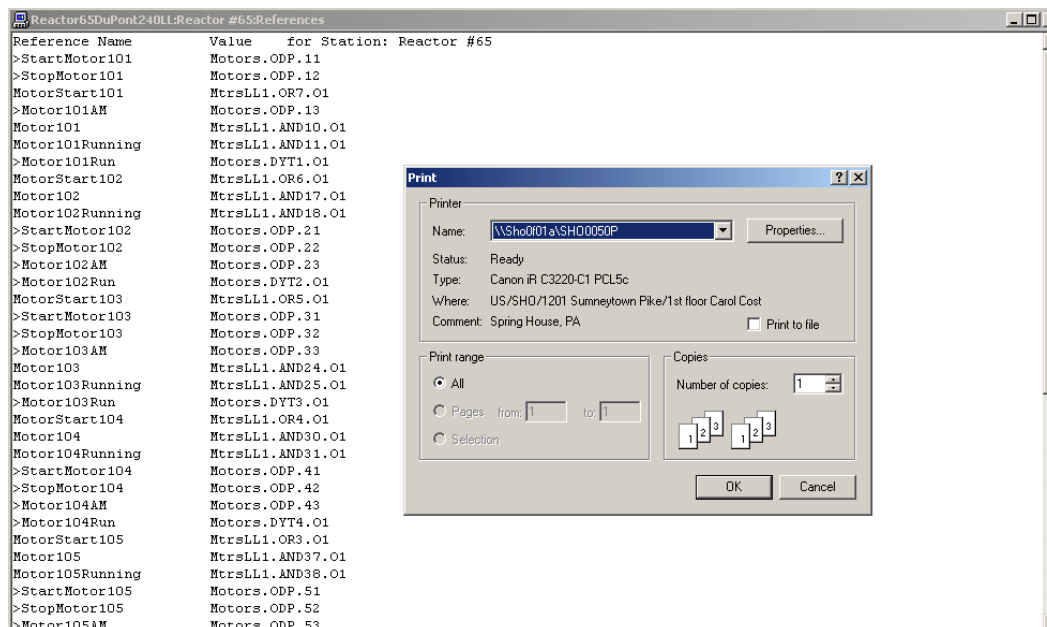 Reactor65DuPont240LL:Reactor #65:References
Reference Name Value for Station: Reactor #65
>StartMotor101 Motors.ODP.11
>StopMotor101 Motors.ODP.12
MotorStart101 MtrsLL1.OR7.O1
>Motor101AM Motors.ODP.13
Motor101 MtrsLL1.AND10.O1
Motor101Running MtrsLL1.AND11.O1
>Motor101Run Motors.DYT1.O1
MotorStart102 MtrsLL1.OR6.O1
Motor102 MtrsLL1.AND17.O1
Motor102Running MtrsLL1.AND18.O1
>StartMotor102 Motors.ODP.21
>StopMotor102 Motors.ODP.22
>Motor102AM Motors.ODP.23
>Motor102Run Motors.DYT2.O1
MotorStart103 MtrsLL1.OR5.O1
>StartMotor103 Motors.ODP.31
>StopMotor103 Motors.ODP.32
>Motor103AM Motors.ODP.33
Motor103 MtrsLL1.AND24.O1
Motor103Running MtrsLL1.AND25.O1
>Motor103Run Motors.DYT3.O1
MotorStart104 MtrsLL1.OR4.O1
Motor104 MtrsLL1.AND30.O1
Motor104Running MtrsLL1.AND31.O1
>StartMotor104 Motors.ODP.41
>StopMotor104 Motors.ODP.42
>Motor104AM Motors.ODP.43
>Motor104Run Motors.DYT4.O1
MotorStart105 MtrsLL1.OR3.O1
Motor105 MtrsLL1.AND37.O1
Motor105Running MtrsLL1.AND38.O1
>StartMotor105 Motors.ODP.51
>StopMotor105 Motors.ODP.52
>Motor105AM Motors.ODP.53
Print
Printer
Name: \\Sho0f01a\SHO0050P Properties...
Status: Ready
Type: Canon iR C3220-C1 PCL5c
Where: US/SHO/1201 Sumneytown Pike/1st floor Carol Cost
Comment: Spring House, PA Print to file
Print range
All
Pages from: 1 to: 1
Selection
Copies
Number of copies: 1
1 2 3 1 2 3
OK Cancel